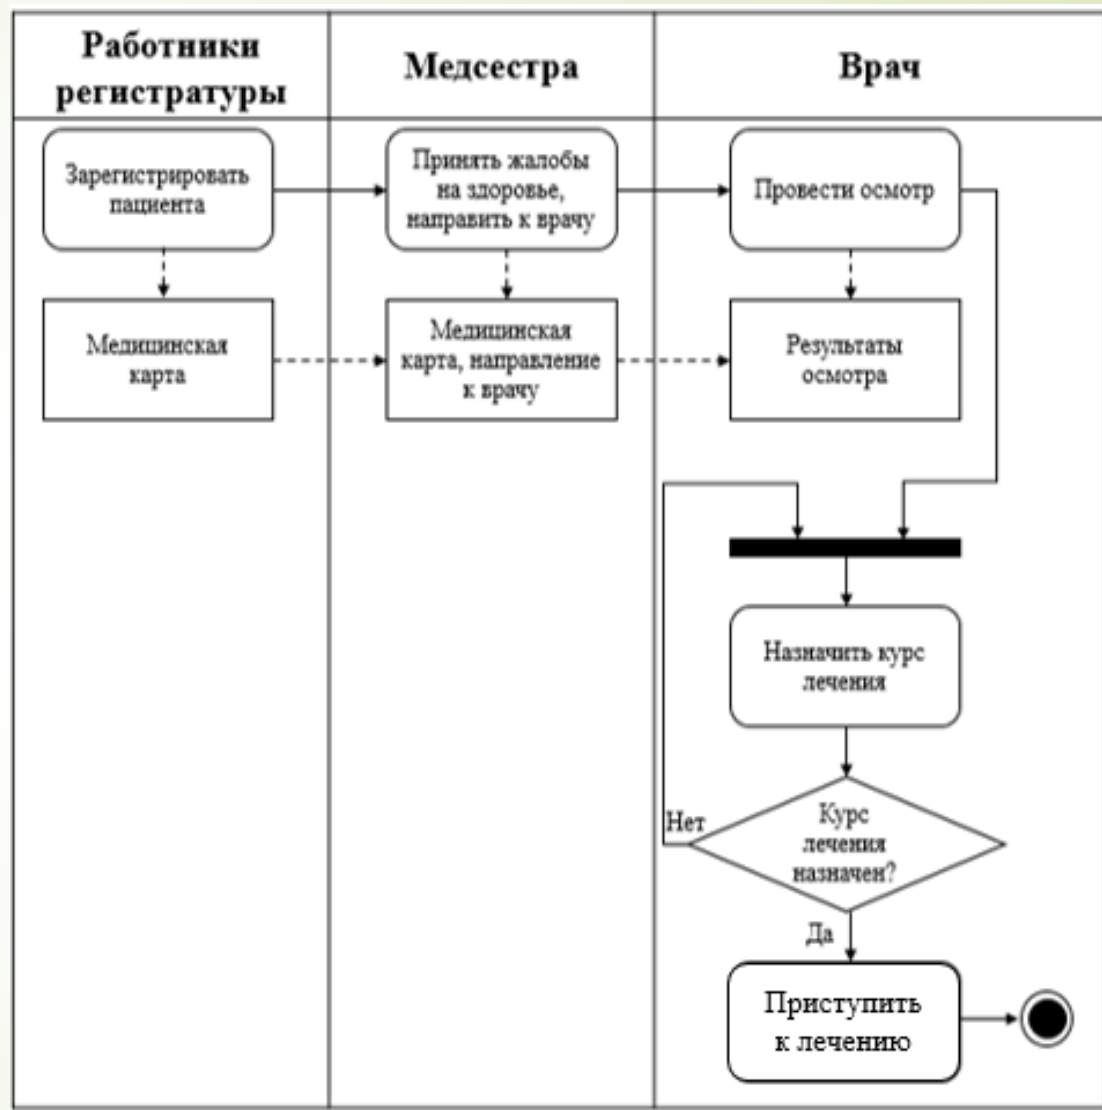 Работники
регистратуры
Медсестра
Врач
Зарегистрировать
пациента
Принять жалобы
на здоровье,
направить к врачу
Провести осмотр
Медицинская
карта
Медицинская
карта, направление
к врачу
Результаты
осмотра
Назначить курс
лечения
Курс
лечения
назначен?
Нет
Да
Приступить
к лечению